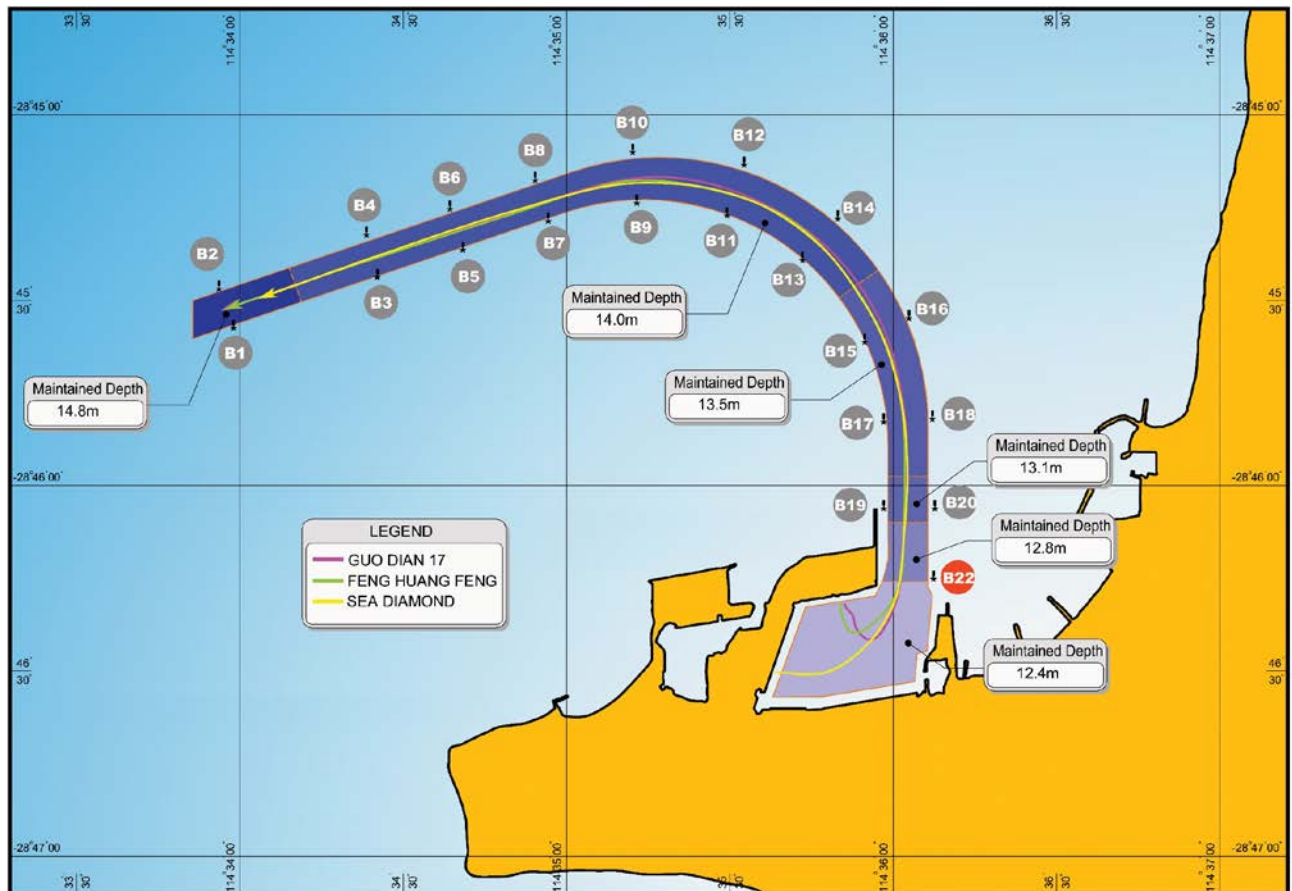 33
30'
114°34'00"
34
30'
114°35'00"
35
30'
114°36'00"
36
30'
114°37'00"
-28°45'00"
-28°45'00"
B10
B12
B8
B6
B14
B4
B9
B11
B7
B2
B5
B13
B3
45
30'
Maintained Depth
14.0m
B16
45
30'
B1
B15
Maintained Depth
14.8m
Maintained Depth
13.5m
B17
B18
Maintained Depth
13.1m
-28°46'00"
-28°46'00"
B19
B20
LEGEND
GUO DIAN 17
FENG HUANG FENG
SEA DIAMOND
Maintained Depth
12.8m
B22
Maintained Depth
12.4m
46
30'
46
30'
-28°47'00"
-28°47'00"
33
30'
114°34'00"
34
30'
114°35'00"
35
30'
114°36'00"
36
30'
114°37'00"